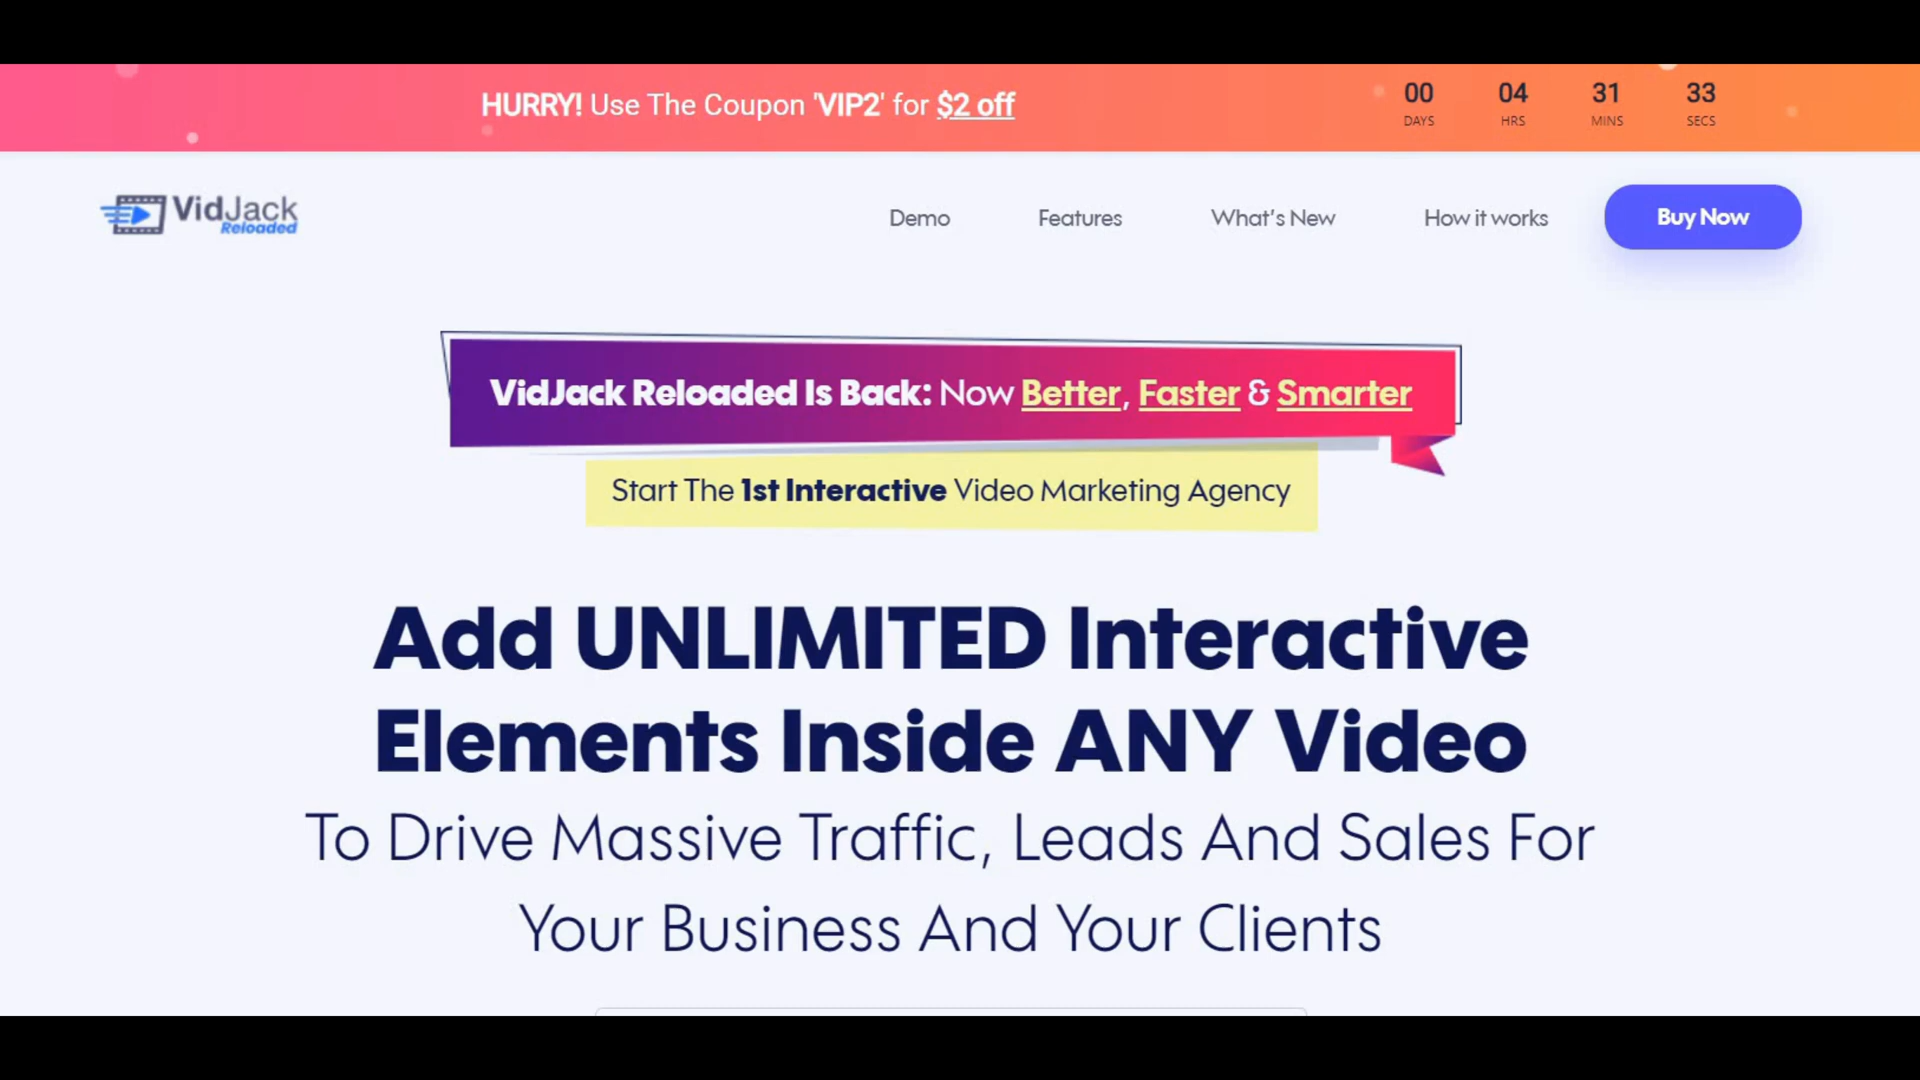 HURRY! Use The Coupon 'VIP2' for $2 off
00 04 31 33
DAYS HRS MINS SECS
VidJack
Reloaded
Demo Features What's New How it works Buy Now
VidJack Reloaded Is Back: Now Better, Faster & Smarter
Start The 1st Interactive Video Marketing Agency
Add UNLIMITED Interactive
Elements Inside ANY Video
To Drive Massive Traffic, Leads And Sales For
Your Business And Your Clients